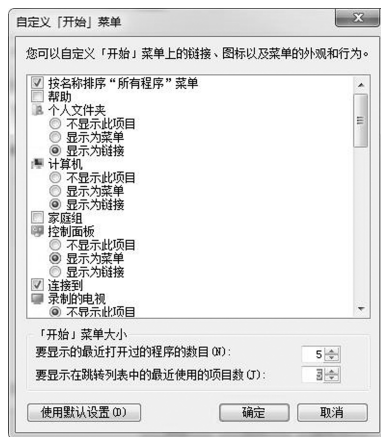 自定义「开始」菜单
您可以自定义「开始」菜单上的链接、图标以及菜单的外观和行为。
按名称排序“所有程序”菜单
帮助
个人文件夹
不显示此项目
显示为菜单
显示为链接
计算机
不显示此项目
显示为菜单
显示为链接
家庭组
控制面板
不显示此项目
显示为菜单
显示为链接
连接到
录制的电视
不显示此项目
「开始」菜单大小
要显示的最近打开过的程序的数目(N): 5
要显示在跳转列表中的最近使用的项目数(J):
使用默认设置(D) 确定 取消